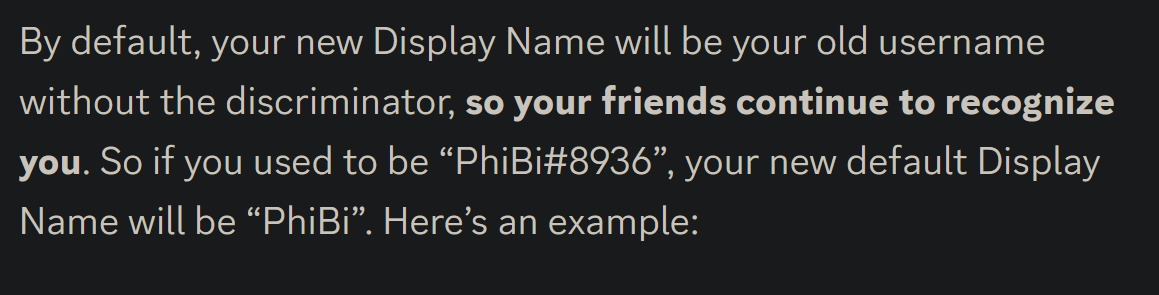 By default, your new Display Name will be your old username
without the discriminator, so your friends continue to recognize
you. So if you used to be “PhiBi#8936”, your new default Display
Name will be “PhiBi”. Here’s an example: